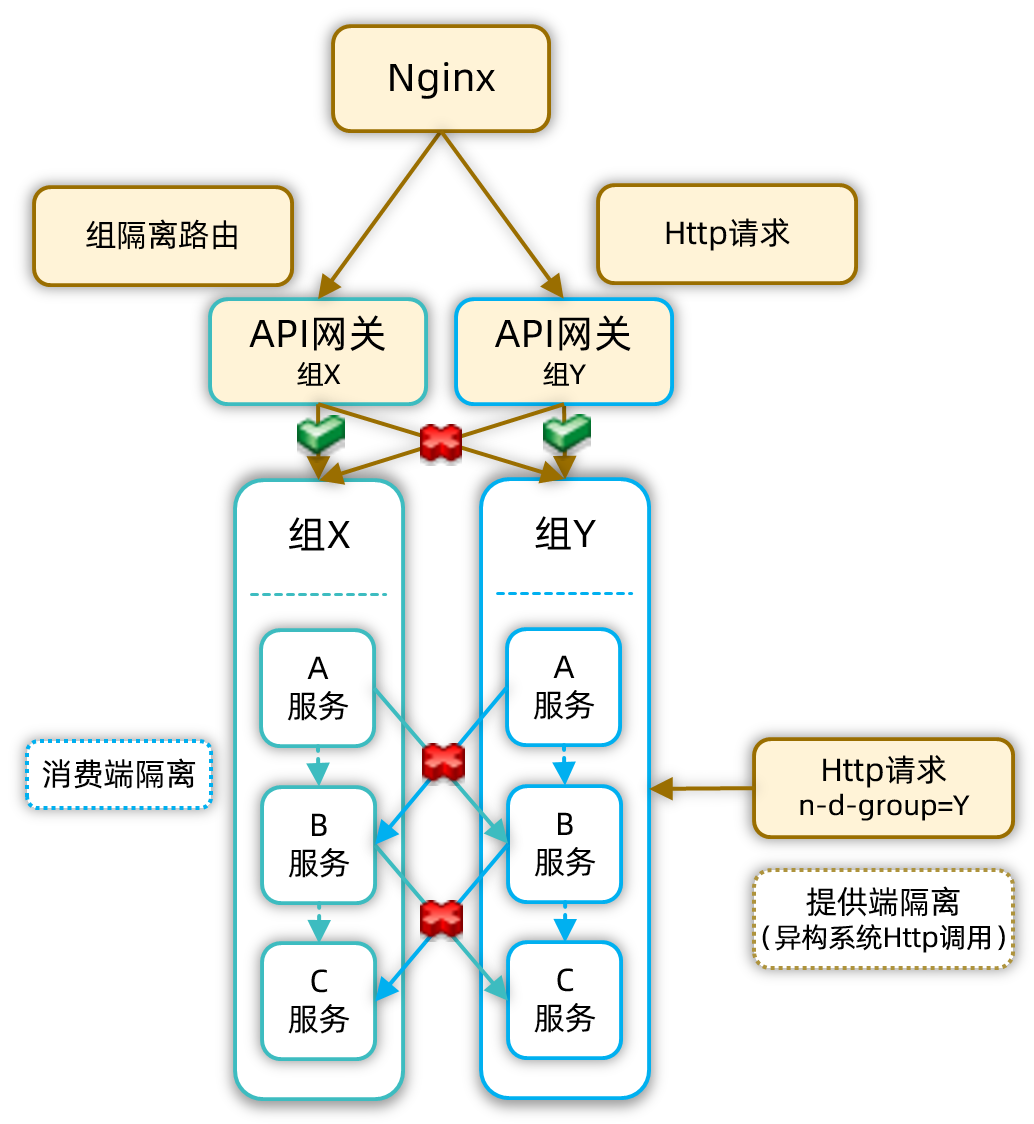 Nginx
组隔离路由
Http请求
API网关
组X
API网关
组Y
组X
组Y
A
服务
A
服务
消费端隔离
B
服务
B
服务
Http请求
n-d-group=Y
提供端隔离
(异构系统Http调用)
C
服务
C
服务